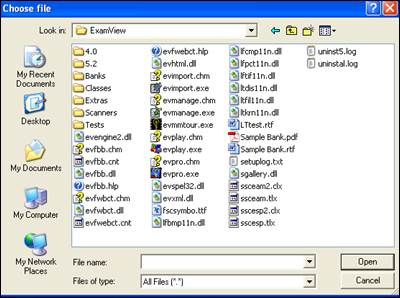 Choose file
Look in: ExamView
My Recent Documents
Desktop
My Documents
My Computer
My Network Places
4.0
5.2
Banks
Classes
Extras
Scanners
Tests
evengine2.dll
evfbb.chm
evfbb.cnt
evfbb.hlp
evfwbct.chm
evfwbct.dll
evfwebct.cnt
evfwebct.hlp
evhtml.dll
evimport.chm
evimport.exe
evmanage.chm
evmanage.exe
evmmtour.exe
evplay.chm
evplay.exe
evpro.chm
evpro.exe
evspel32.dll
evxml.dll
fscsymbo.ttf
lfbmp11n.dll
lfcmp11n.dll
lfpct11n.dll
lftif11n.dll
ltdis11n.dll
ltfil11n.dll
ltkrn11n.dll
LTtest.rtf
Sample Bank.pdf
Sample Bank.rtf
setuplog.txt
sgallery.dll
ssceam2.clx
ssceam.tlx
sscesp2.clx
sscesp.tlx
uninst5.log
uninstal.log
File name:
Open
Files of type: All Files (*.*)
Cancel